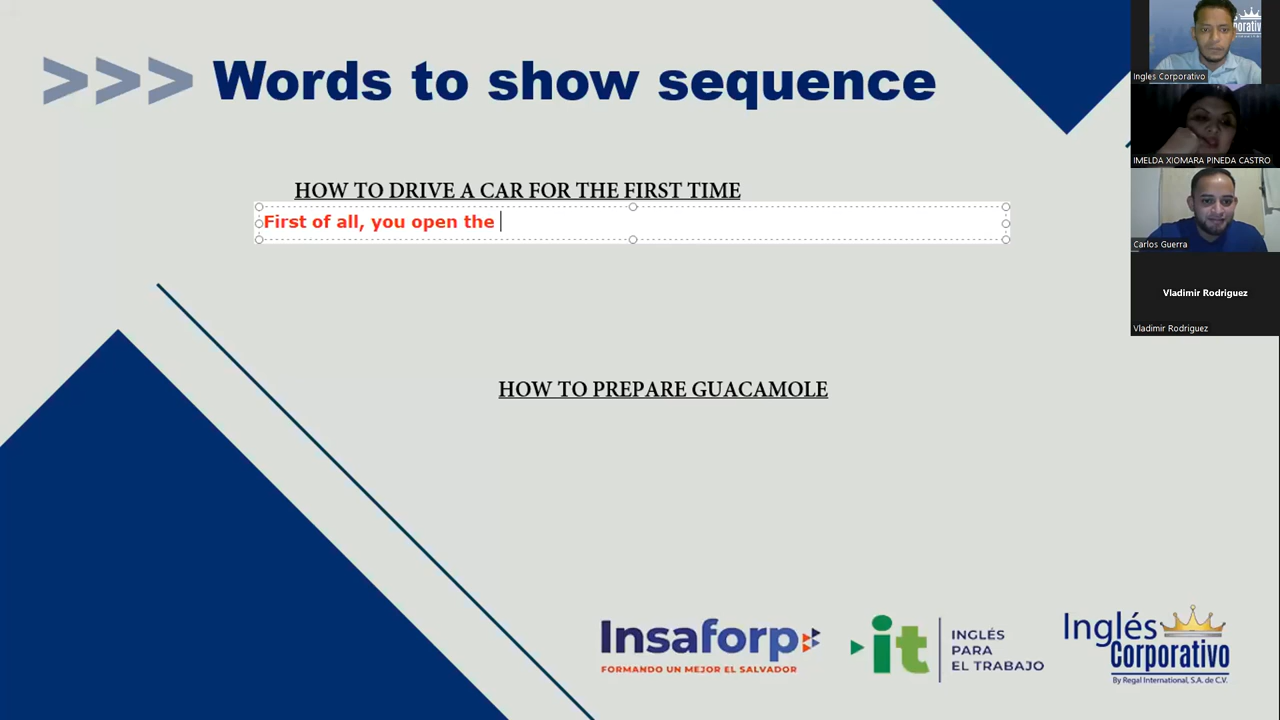 >>> Words to show sequence
HOW TO DRIVE A CAR FOR THE FIRST TIME
First of all, you open the
HOW TO PREPARE GUACAMOLE
Insaforp
FORMANDO UN MEJOR EL SALVADOR
it
INGLÉS
PARA
EL TRABAJO
Inglés
Corporativo
By Regal International, S.A. de C.V.
Ingles Corporativo
IMELDA XIOMARA PINEDA CASTRO
Carlos Guerra
Vladimir Rodriguez
Vladimir Rodriguez